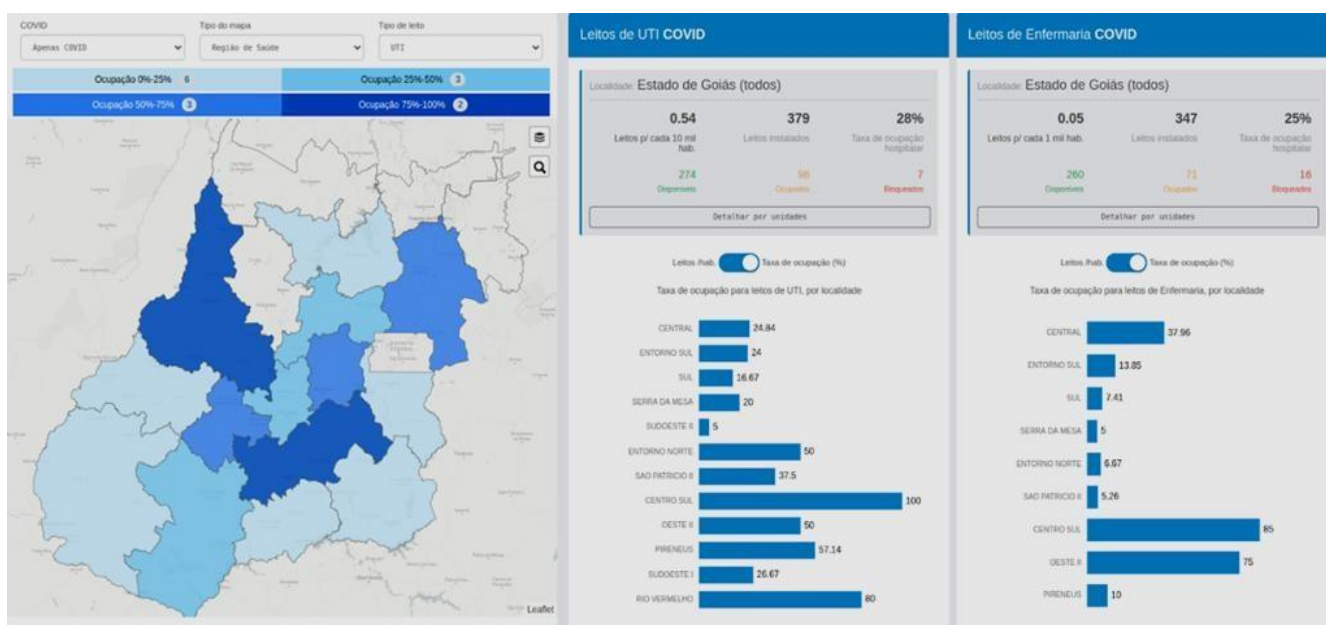 COVID
Tipo do mapa
Tipo de leito
Apenas COVID
Região de Saúde
UTI
Ocupação 0%-25% 6
Ocupação 25%-50% 3
Ocupação 50%-75% 3
Ocupação 75%-100% 2
Leaflet
Leitos de UTI COVID
Localidade: Estado de Goiás (todos)
0.54
379
28%
Leitos p/ cada 10 mil
hab.
Leitos instalados
Taxa de ocupação
hospitalar
274
98
7
Disponíveis
Ocupados
Bloqueados
Detalhar por unidades
Leitos /hab.
Taxa de ocupação (%)
Taxa de ocupação para leitos de UTI, por localidade
CENTRAL 24.84
ENTORNO SUL 24
SUL 16.67
SERRA DA MESA 20
SUDOESTE II 5
ENTORNO NORTE 50
SAO PATRICIO II 37.5
CENTRO SUL 100
OESTE II 50
PIRENEUS 57.14
SUDOESTE I 26.67
RIO VERMELHO 80
Leitos de Enfermaria COVID
Localidade: Estado de Goiás (todos)
0.05
347
25%
Leitos p/ cada 1 mil hab.
Leitos instalados
Taxa de ocupação
hospitalar
260
71
16
Disponíveis
Ocupados
Bloqueados
Detalhar por unidades
Leitos /hab.
Taxa de ocupação (%)
Taxa de ocupação para leitos de Enfermaria, por localidade
CENTRAL 37.96
ENTORNO SUL 13.85
SUL 7.41
SERRA DA MESA 5
ENTORNO NORTE 6.67
SAO PATRICIO II 5.26
CENTRO SUL 85
OESTE II 75
PIRENEUS 10